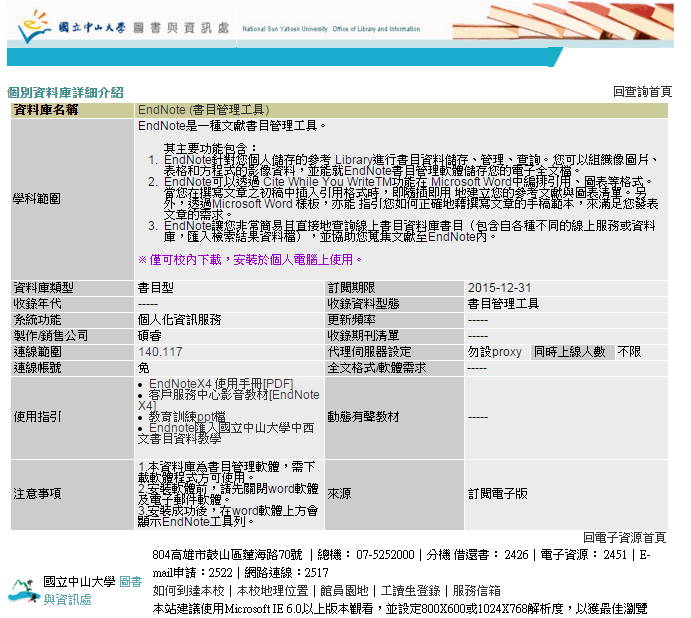 國立中山大學 圖書與資訊處 National Sun Yatsen University Office of Library and Information
個別資料庫詳細介紹 回查詢首頁
資料庫名稱 EndNote (書目管理工具)
學科範圍
EndNote是一種文獻書目管理工具。
其主要功能包含：
1. EndNote針對您個人儲存的參考 Library進行書目資料儲存、管理、查詢。您可以組織像圖片、
表格和方程式的影像資料，並能就EndNote書目管理軟體儲存您的電子全文檔。
2. EndNote可以透過 Cite While You WriteTM功能在 Microsoft Word中編排引用、圖表等格式。
當您在撰寫文章之初稿中插入引用格式時，即隨插即用 地建立您的參考文獻與圖表清單。另
外，透過Microsoft Word 樣板，亦能 指引您如何正確地藉撰寫文章的手稿範本，來滿足您發表
文章的需求。
3. EndNote讓您非常簡易且直接地查詢線上書目資料庫書目（包含自各種不同的線上服務或資料
庫，匯入檢索結果資料檔），並協助您蒐集文獻至EndNote內。
※僅可校內下載，安裝於個人電腦上使用。
資料庫類型 書目型 訂閱期限 2015-12-31
收錄年代 ----- 收錄資料型態 書目管理工具
系統功能 個人化資訊服務 更新頻率 -----
製作/銷售公司 碩睿 收錄期刊清單 -----
連線範圍 140.117 代理伺服器設定 勿設proxy 同時上線人數 不限
連線帳號 免 全文格式/軟體需求 -----
使用指引
• EndNoteX4 使用手冊[PDF]
• 客戶服務中心影音教材[EndNote
X4]
• 教育訓練ppt檔
• Endnote匯入國立中山大學中西
文書目資料教學
動態有聲教材 -----
注意事項
1.本資料庫為書目管理軟體，需下
載軟體程式方可使用。
2.安裝軟體前，請先關閉word軟體
及電子郵件軟體。
3.安裝成功後，在word軟體上方會
顯示EndNote工具列。
來源 訂閱電子版
回電子資源首頁
國立中山大學 圖書
與資訊處
804高雄市鼓山區蓮海路70號 | 總機： 07-5252000 | 分機 借還書： 2426 | 電子資源： 2451 | E-
mail申請：2522 | 網路連線：2517
如何到達本校 | 本校地理位置 | 館員園地 | 工讀生登錄 | 服務信箱
本站建議使用Microsoft IE 6.0以上版本觀看，並設定800X600或1024X768解析度，以獲最佳瀏覽